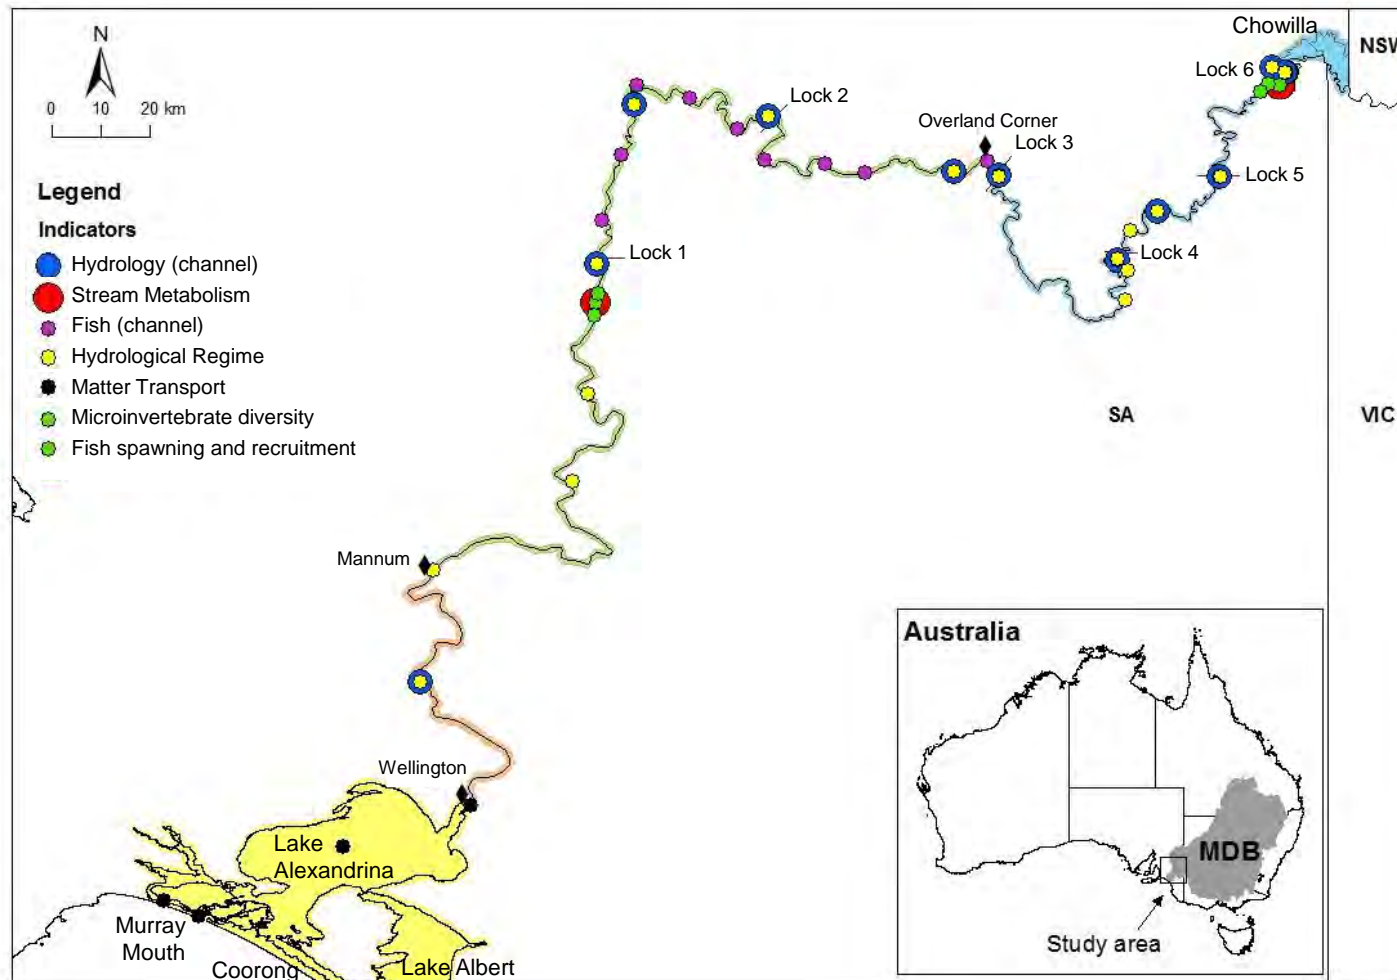 Chowilla
NSW
N
Lock 6
0 10 20 km
Lock 2
Overland Corner
Lock 3
Lock 5
Legend
Indicators
Lock 1
Lock 4
Hydrology (channel)
Stream Metabolism
Fish (channel)
Hydrological Regime
Matter Transport
Microinvertebrate diversity
Fish spawning and recruitment
SA
VIC
Mannum
Australia
Wellington
Lake
Alexandrina
MDB
Murray
Mouth
Study area
Coorong
Lake Albert